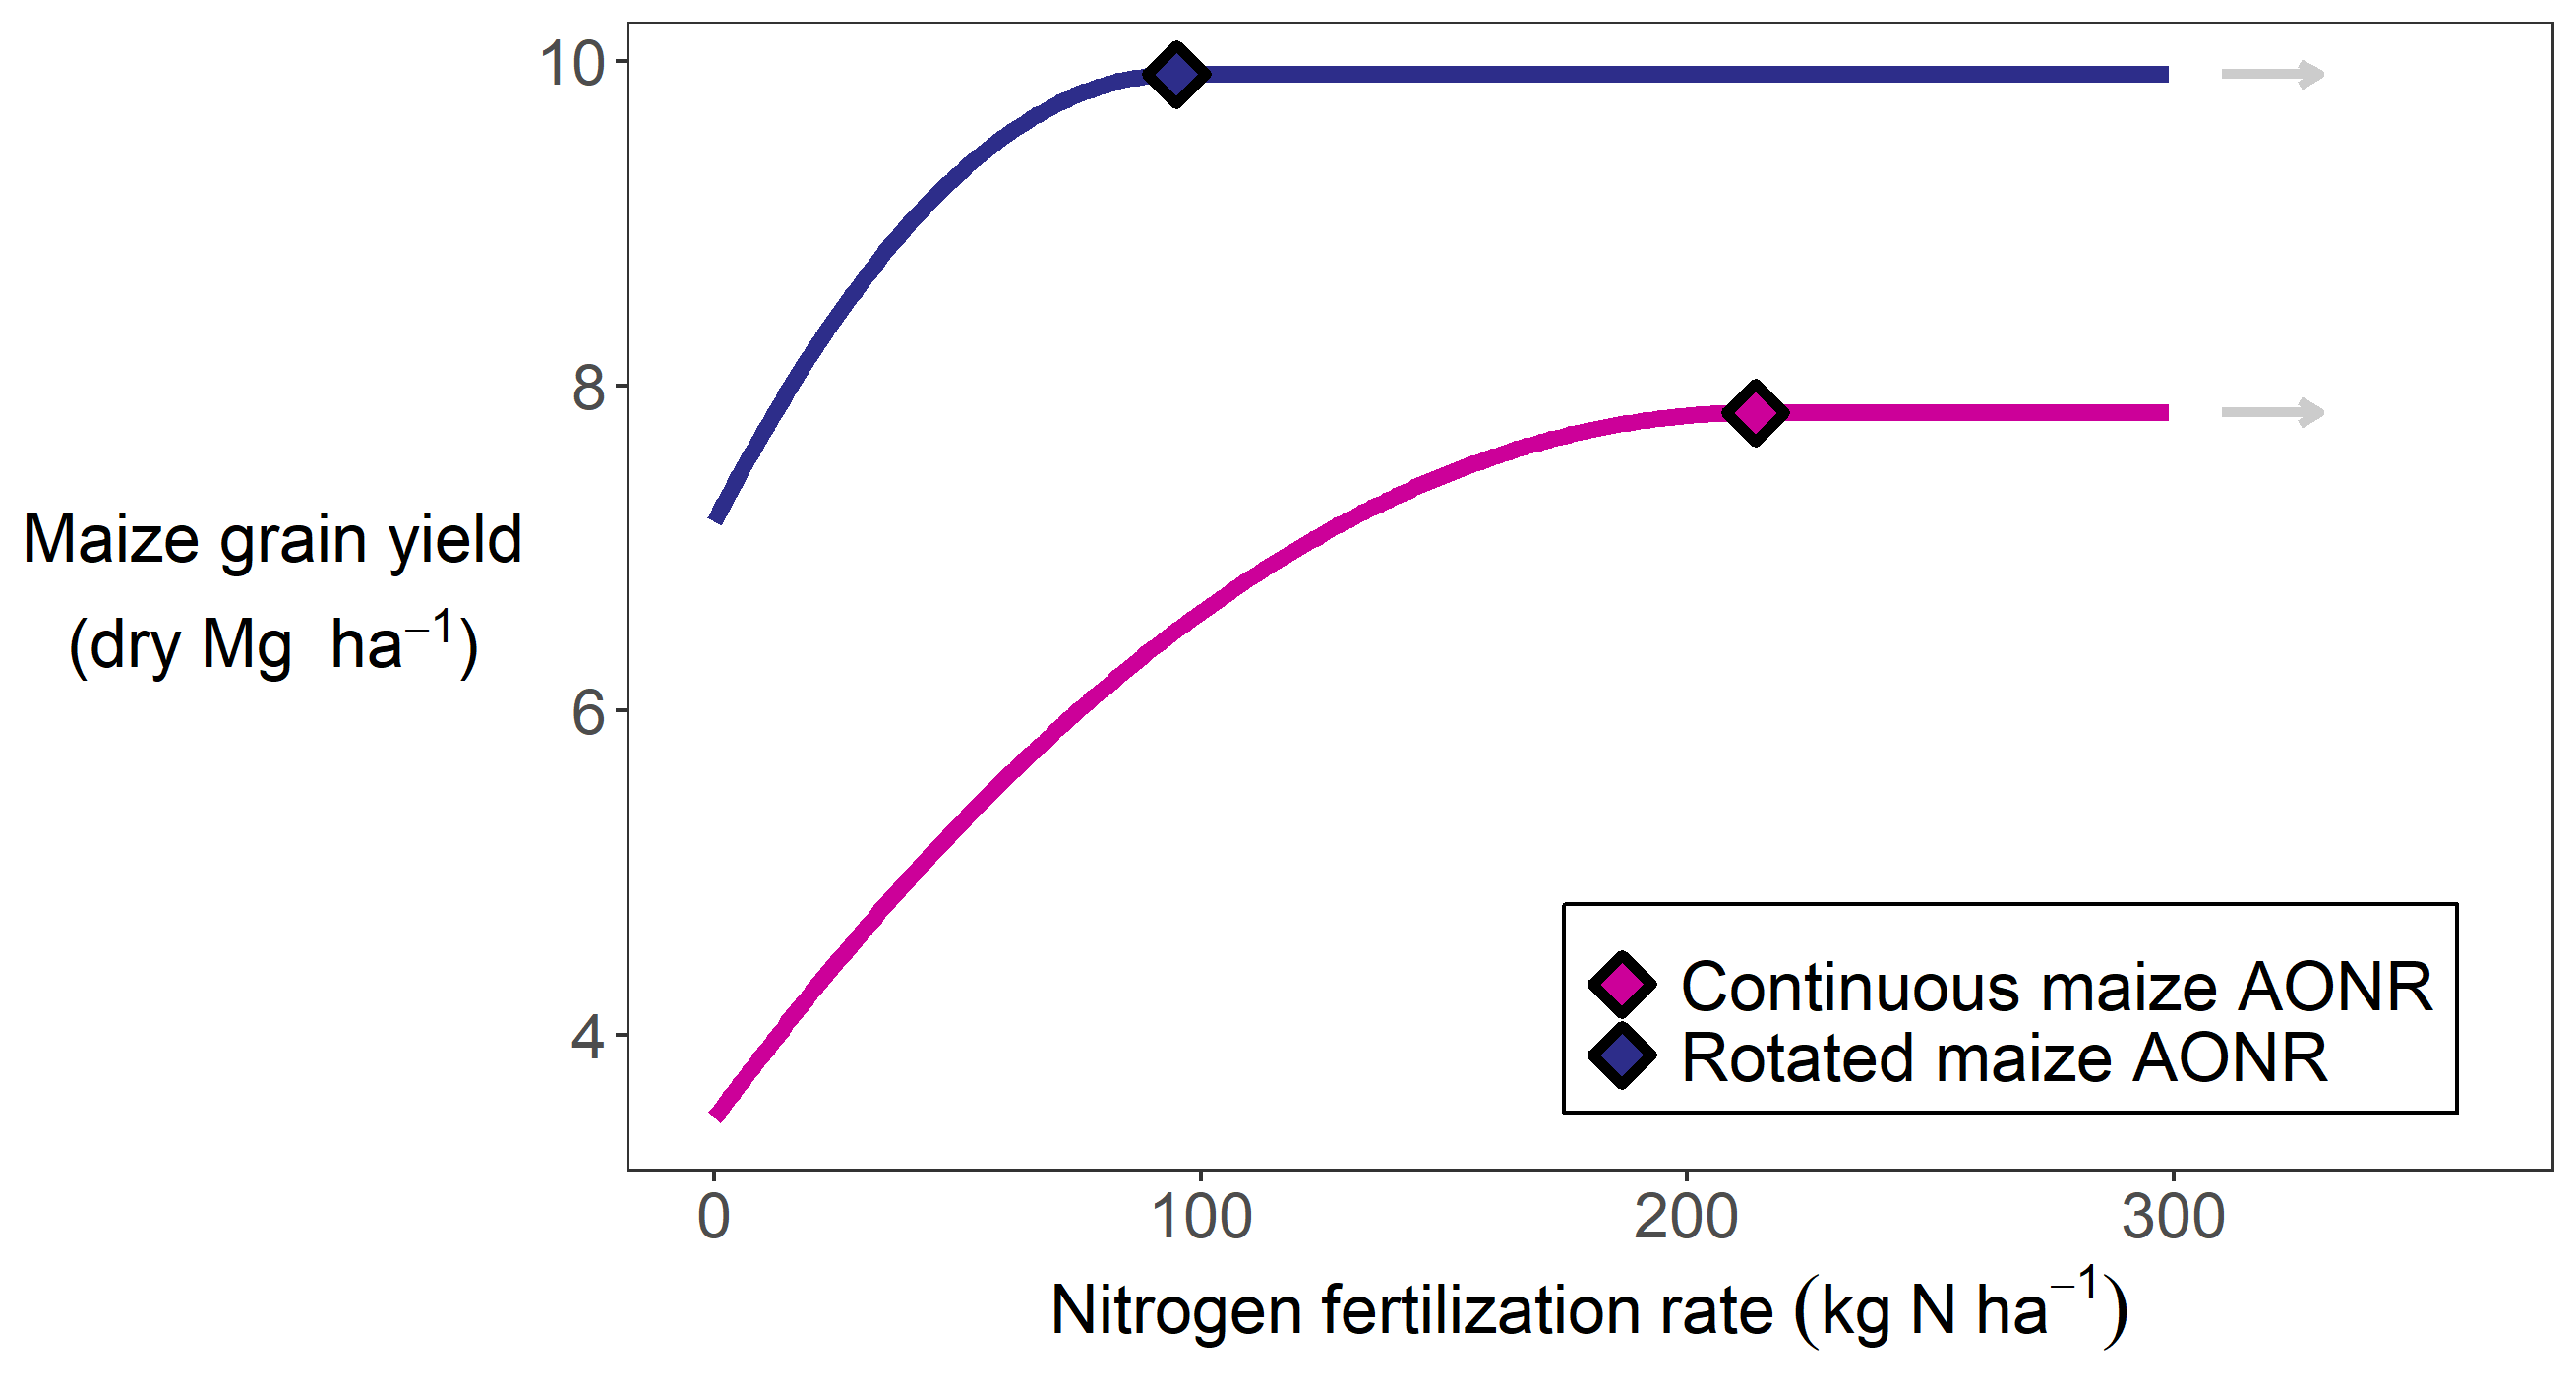 10
8
6
4
Maize grain yield
(dry Mg ha⁻¹)
Continuous maize AONR
Rotated maize AONR
0 100 200 300
Nitrogen fertilization rate (kg N ha⁻¹)